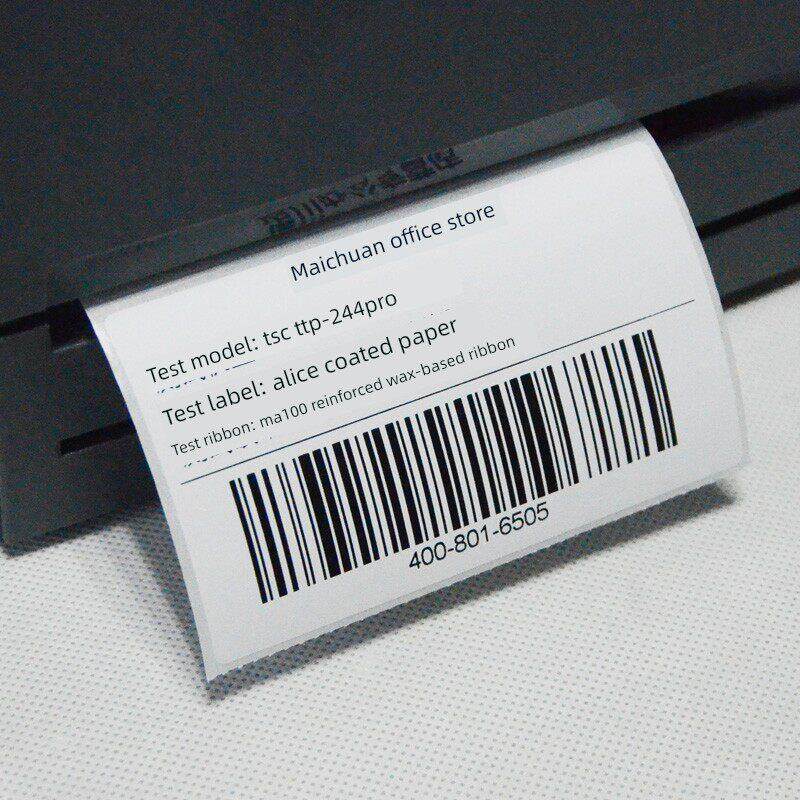 Maichuan office store
Test model: tsc ttp-244pro
Test label: alice coated paper
Test ribbon: ma100 reinforced wax-based ribbon
400-801-6505